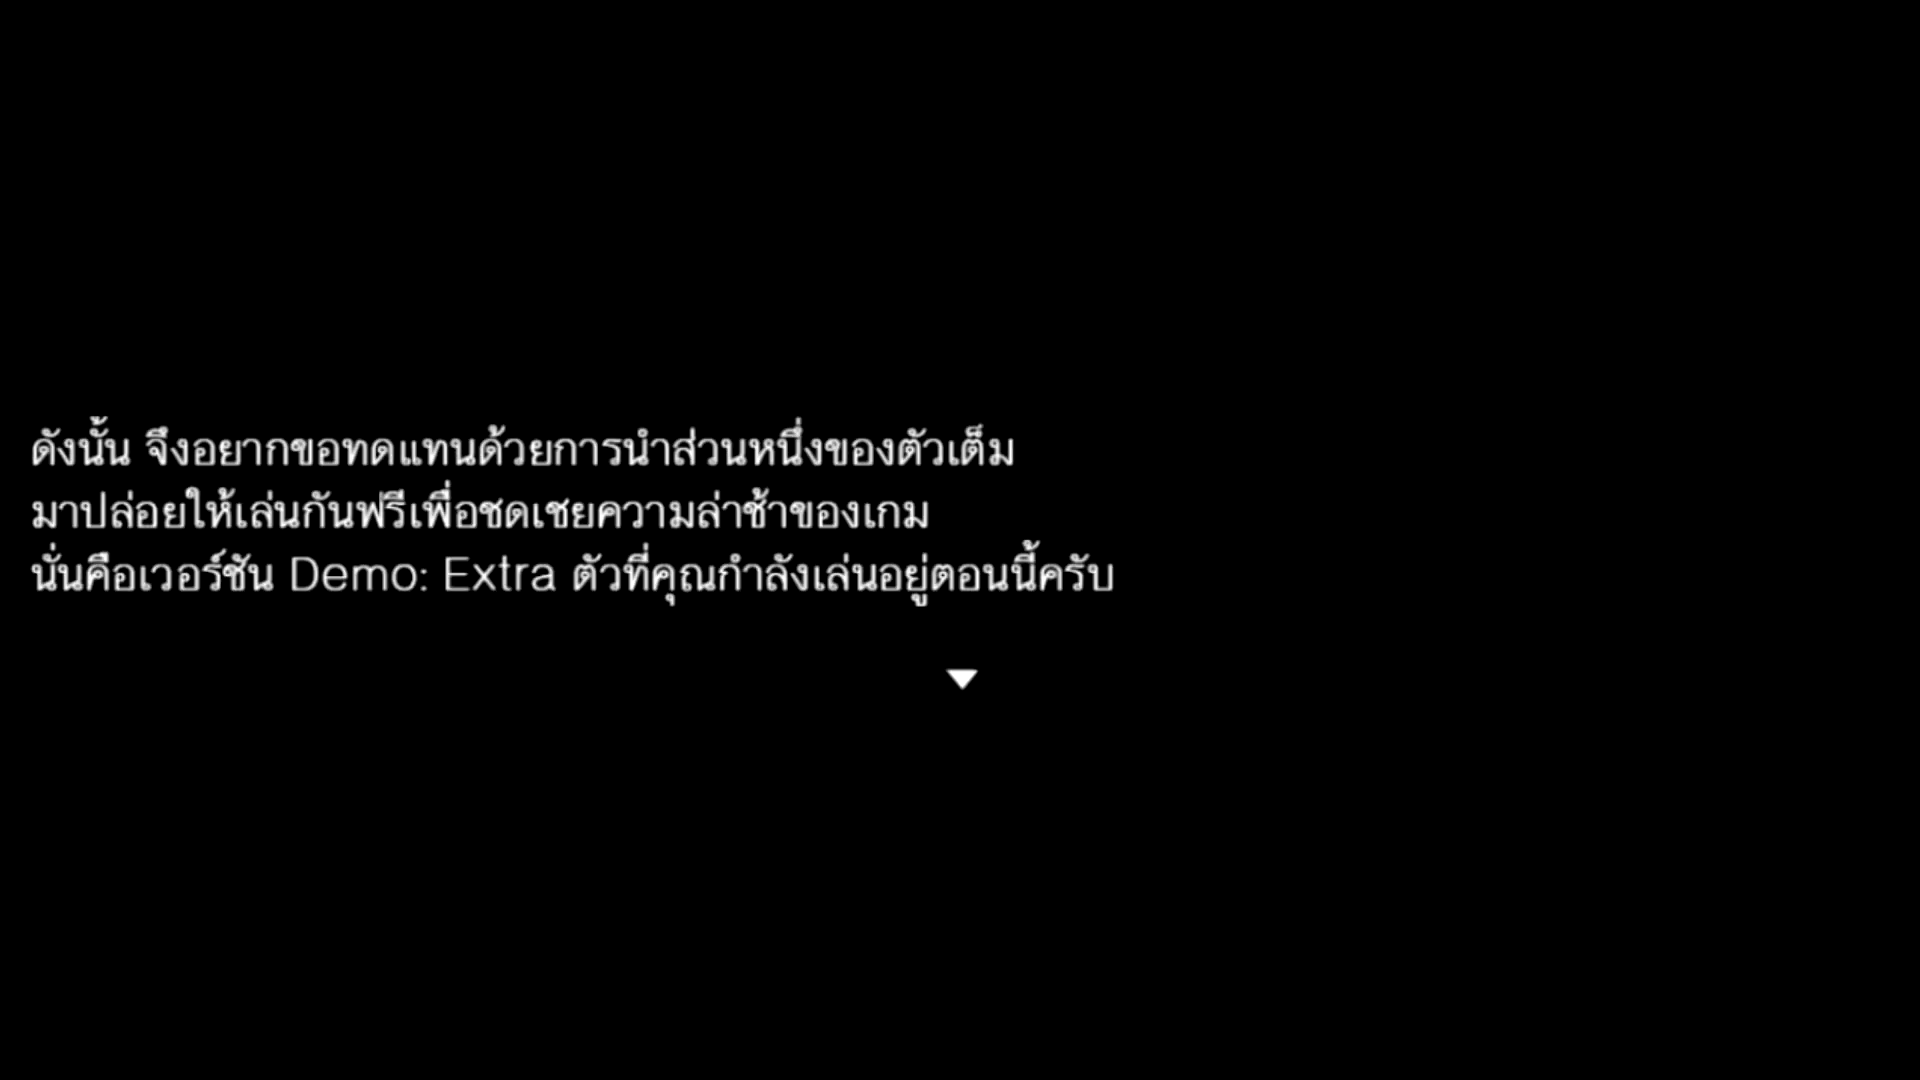 ดังนั้น จึงอยากขอทดแทนด้วยการนำส่วนหนึ่งของตัวเต็ม
มาปล่อยให้เล่นกันฟรีเพื่อชดเชยความล่าช้าของเกม
นั่นคือเวอร์ชัน Demo: Extra ตัวที่คุณกำลังเล่นอยู่ตอนนี้ครับ